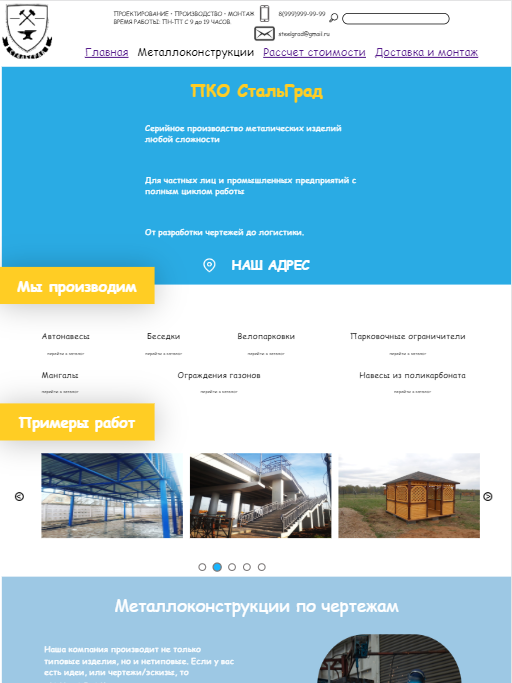 ПРОЕКТИРОВАНИЕ - ПРОИЗВОДСТВО - МОНТАЖ
ВРЕМЯ РАБОТЫ: ПН-ПТ С 9 до 19 ЧАСОВ
8(999)999-99-99
steelgrad@gmail.ru
Главная Металлоконструкции Рассчет стоимости Доставка и монтаж
ПКО СтальГрад
Серийное производство металических изделий
любой сложности
Для частных лиц и промышленных предприятий с
полным циклом работы
От разработки чертежей до логистики.
НАШ АДРЕС
Мы производим
Автонавесы Беседки Велопарковки Парковочные ограничители
перейти в каталог перейти в каталог перейти в каталог перейти в каталог
Мангалы Ограждения газонов Навесы из поликарбоната
перейти в каталог перейти в каталог перейти в каталог
Примеры работ
Металлоконструкции по чертежам
Наша компания производит не только
типовые изделия, но и нетиповые. Если у вас
есть идеи, или чертежи/эскизы, то